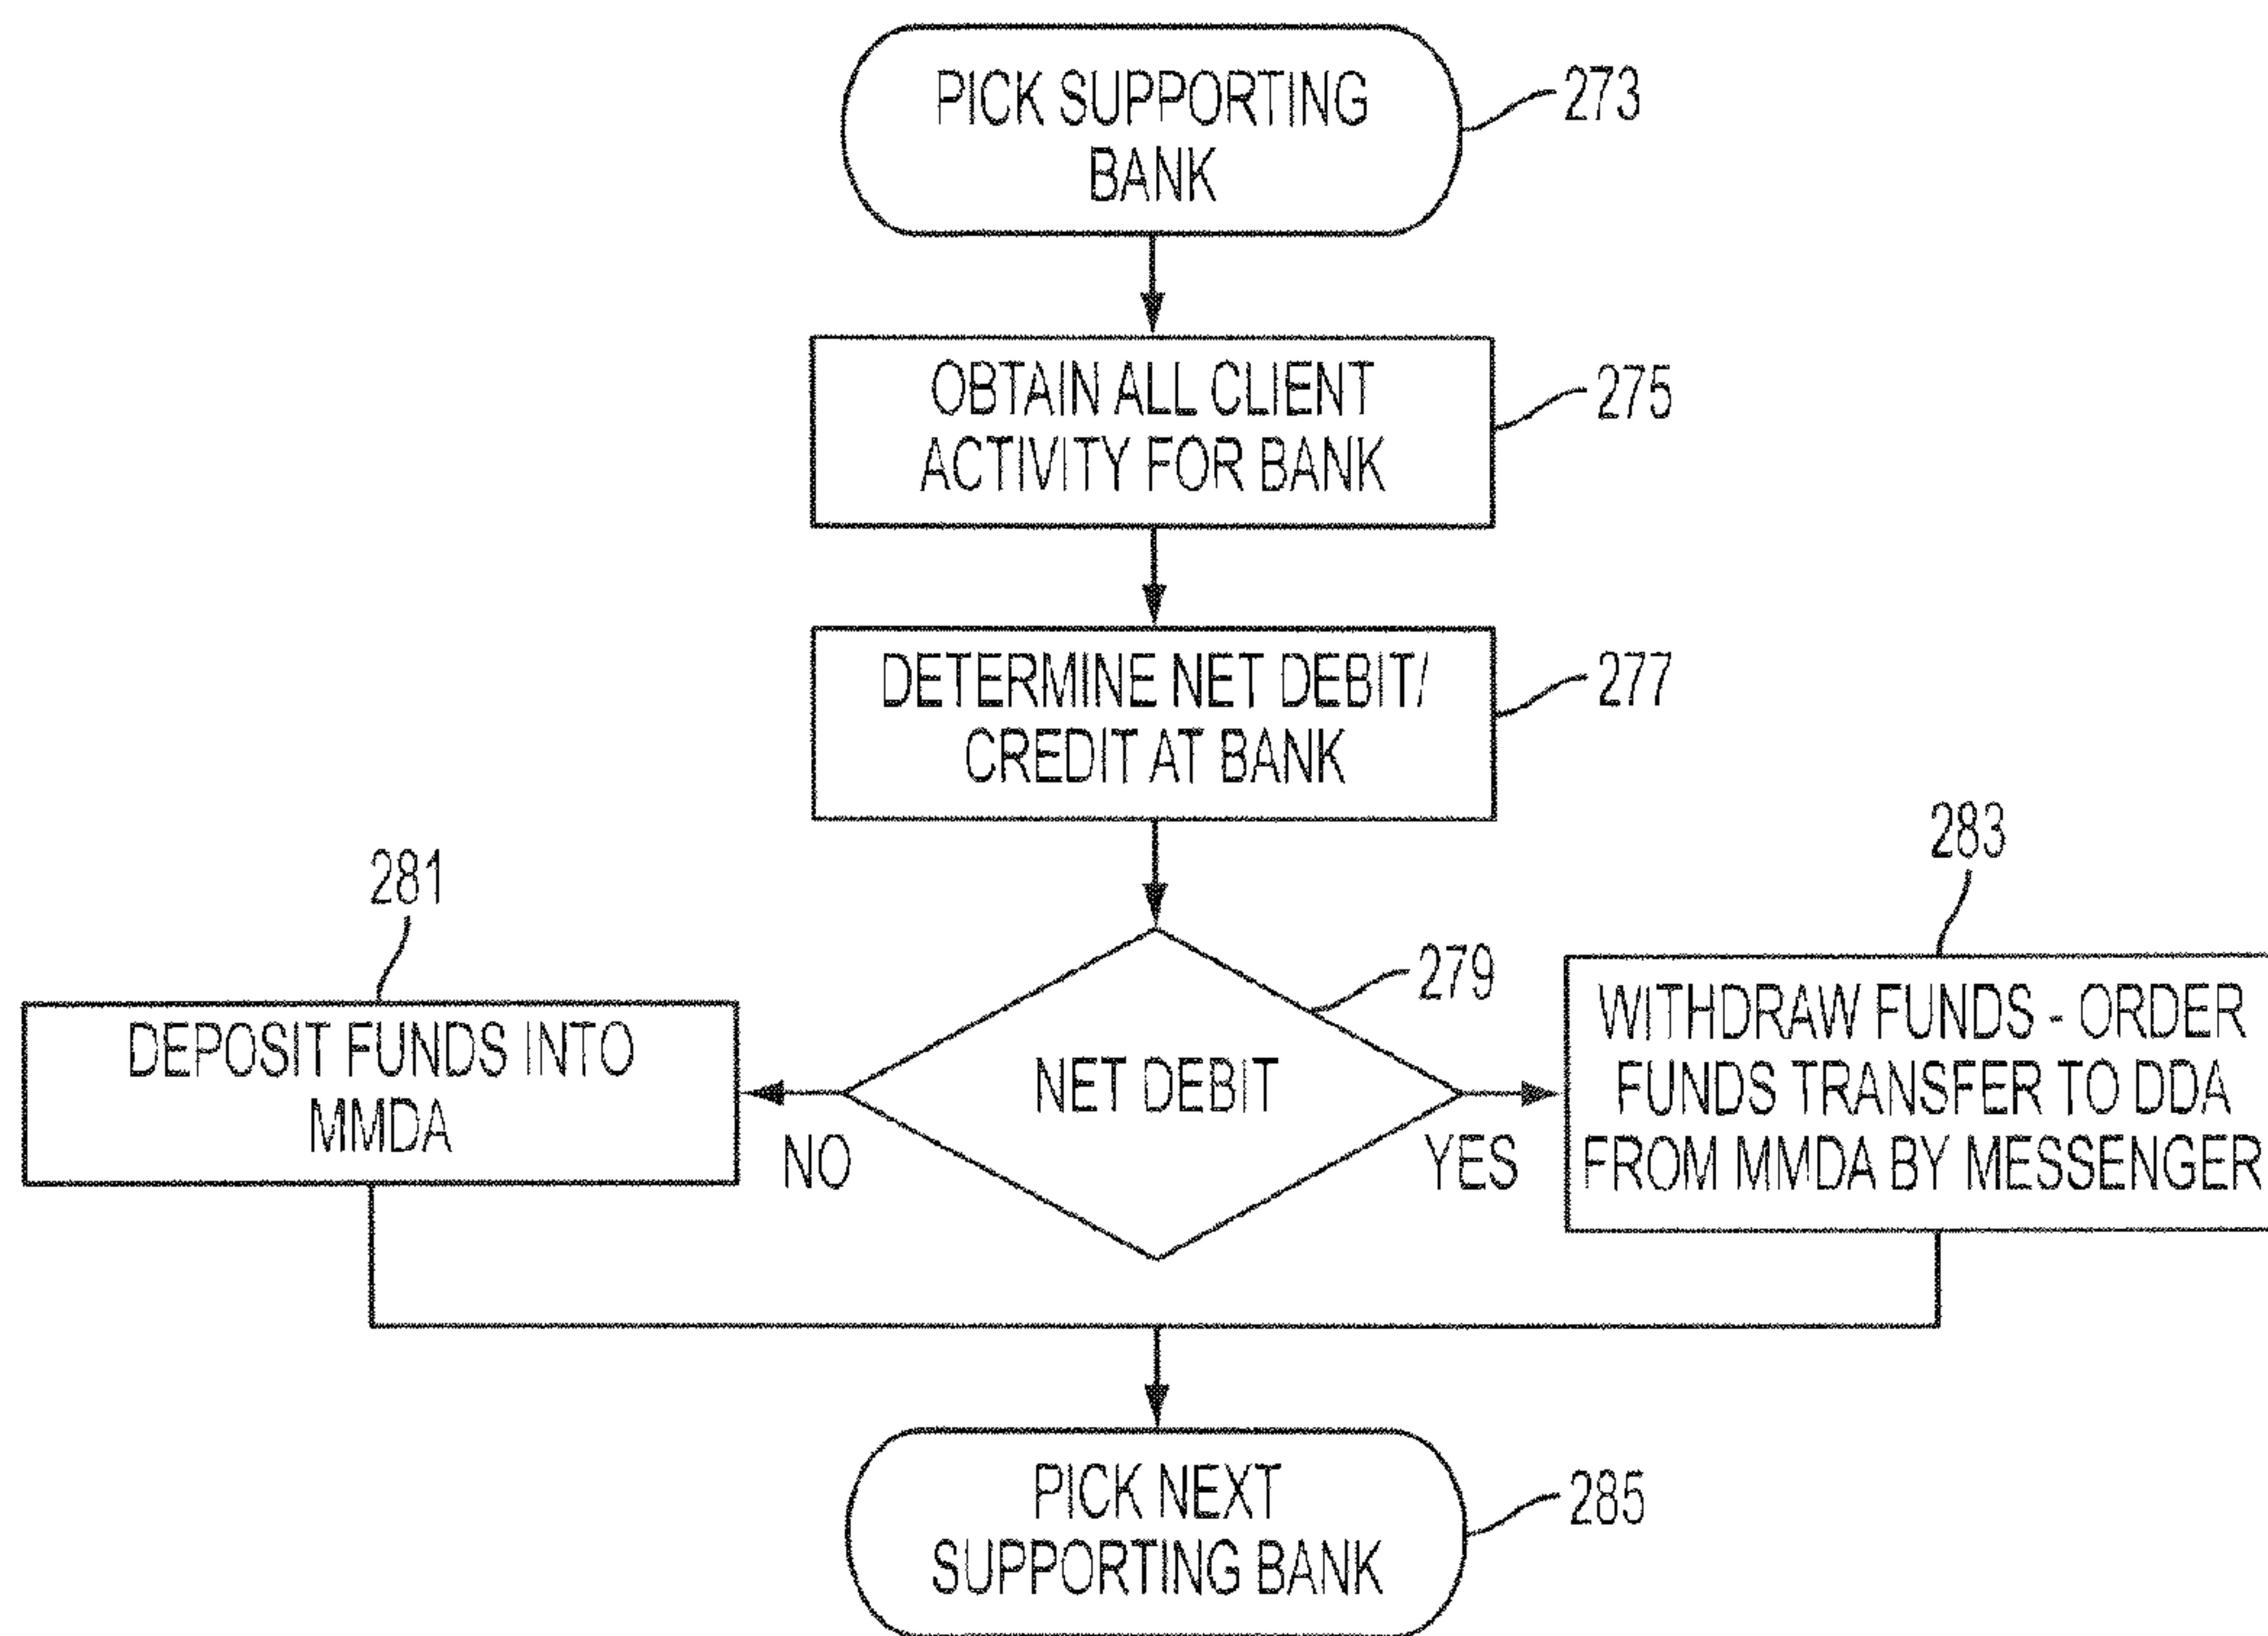 PICK SUPPORTING
BANK
273
OBTAIN ALL CLIENT
ACTIVITY FOR BANK
275
DETERMINE NET DEBIT/
CREDIT AT BANK
277
281
DEPOSIT FUNDS INTO
MMDA
NET DEBIT
279
NO
YES
283
WITHDRAW FUNDS - ORDER
FUNDS TRANSFER TO DDA
FROM MMDA BY MESSENGER
PICK NEXT
SUPPORTING BANK
285